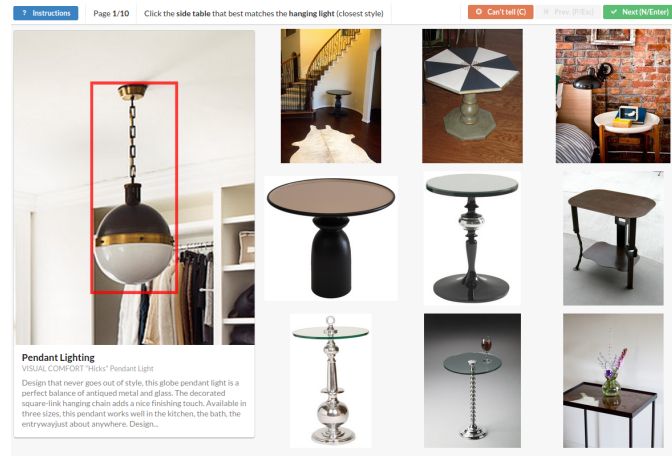 ? Instructions
Page 1/10
Click the side table that best matches the hanging light (closest style)
Can't tell (C)
Prev (P/Esc)
Next (N/Enter)
Pendant Lighting
VISUAL COMFORT "Hicks" Pendant Light
Design that never goes out of style, this globe pendant light is a
perfect balance of antiqued metal and glass. The decorated
square-link hanging chain adds a nice finishing touch. Available in
three sizes, this pendant works well in the kitchen, the bath, the
entrywayjust about anywhere. Design...